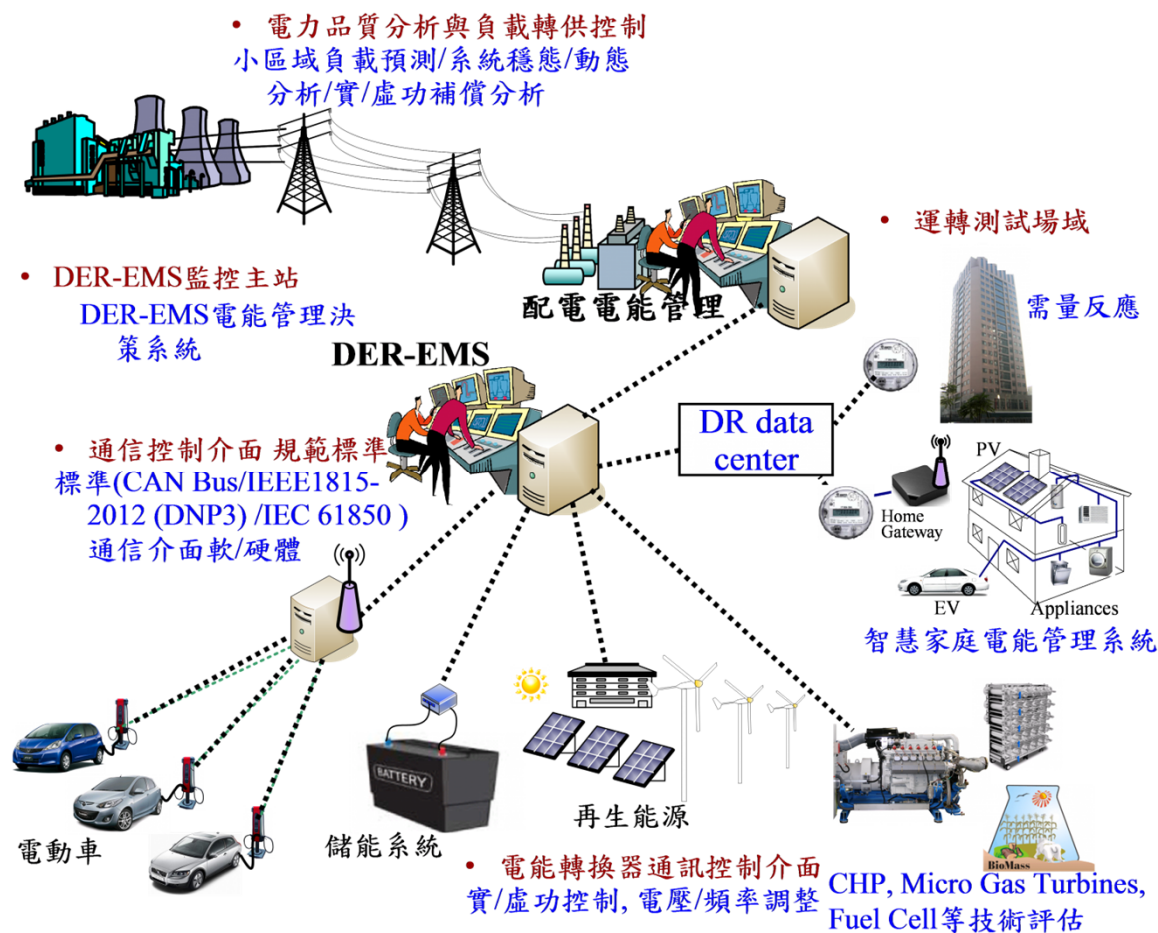 • 電力品質分析與負載轉供控制
小區域負載預測/系統穩態/動態
分析/實/虛功補償分析
• 運轉測試場域
• DER-EMS監控主站
DER-EMS電能管理決
策系統
配電電能管理
需量反應
DER-EMS
DR data
center
• 通信控制介面 規範標準
標準(CAN Bus/IEEE1815-
2012 (DNP3) /IEC 61850 )
通信介面軟/硬體
PV
Home
Gateway
EV
Appliances
智慧家庭電能管理系統
BATTERY
電動車
儲能系統
再生能源
BioMass
• 電能轉換器通訊控制介面
實/虛功控制, 電壓/頻率調整
CHP, Micro Gas Turbines,
Fuel Cell等技術評估